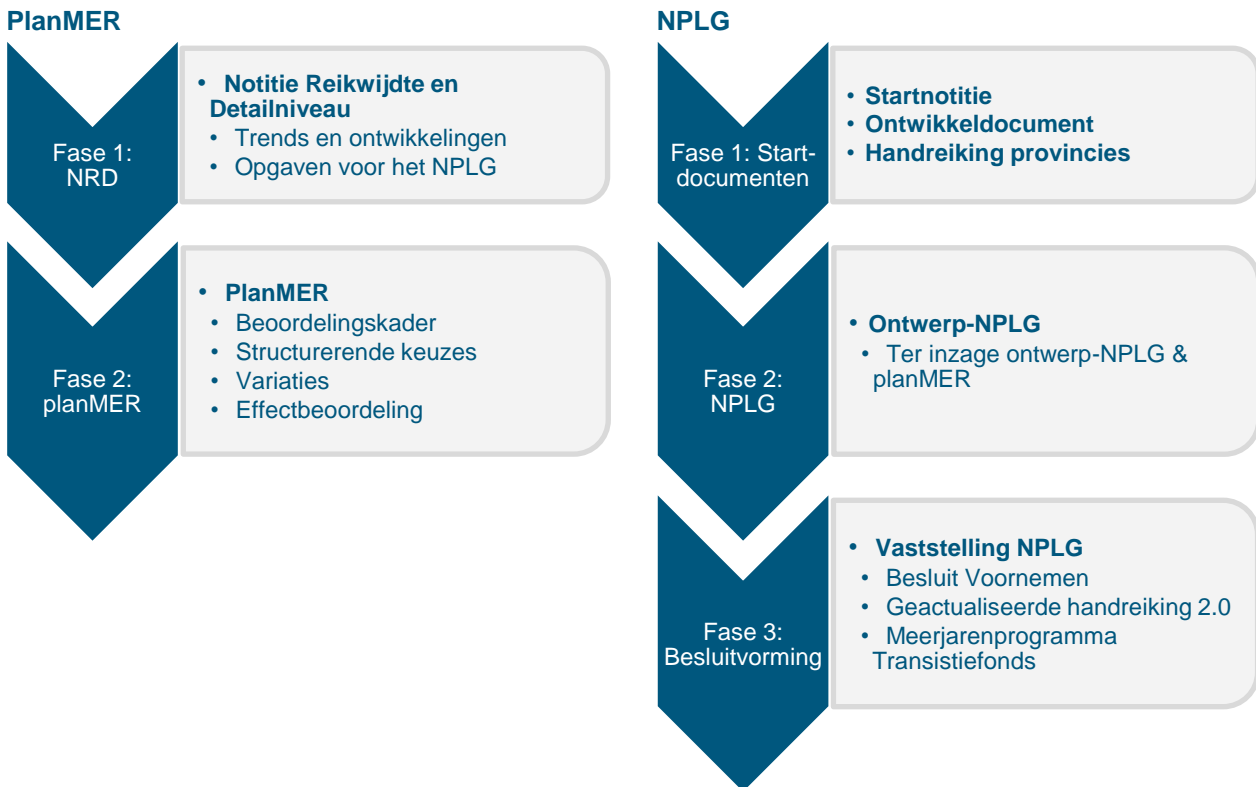 PlanMER
Fase 1:
NRD
• Notitie Reikwijdte en
Detailniveau
• Trends en ontwikkelingen
• Opgaven voor het NPLG
Fase 2:
planMER
• PlanMER
• Beoordelingskader
• Structurerende keuzes
• Variaties
• Effectbeoordeling
NPLG
Fase 1: Start-
documenten
• Startnotitie
• Ontwikkeldocument
• Handreiking provincies
Fase 2:
NPLG
• Ontwerp-NPLG
• Ter inzage ontwerp-NPLG &
planMER
Fase 3:
Besluitvorming
• Vaststelling NPLG
• Besluit Voornemen
• Geactualiseerde handreiking 2.0
• Meerjarenprogramma
Transistiefonds